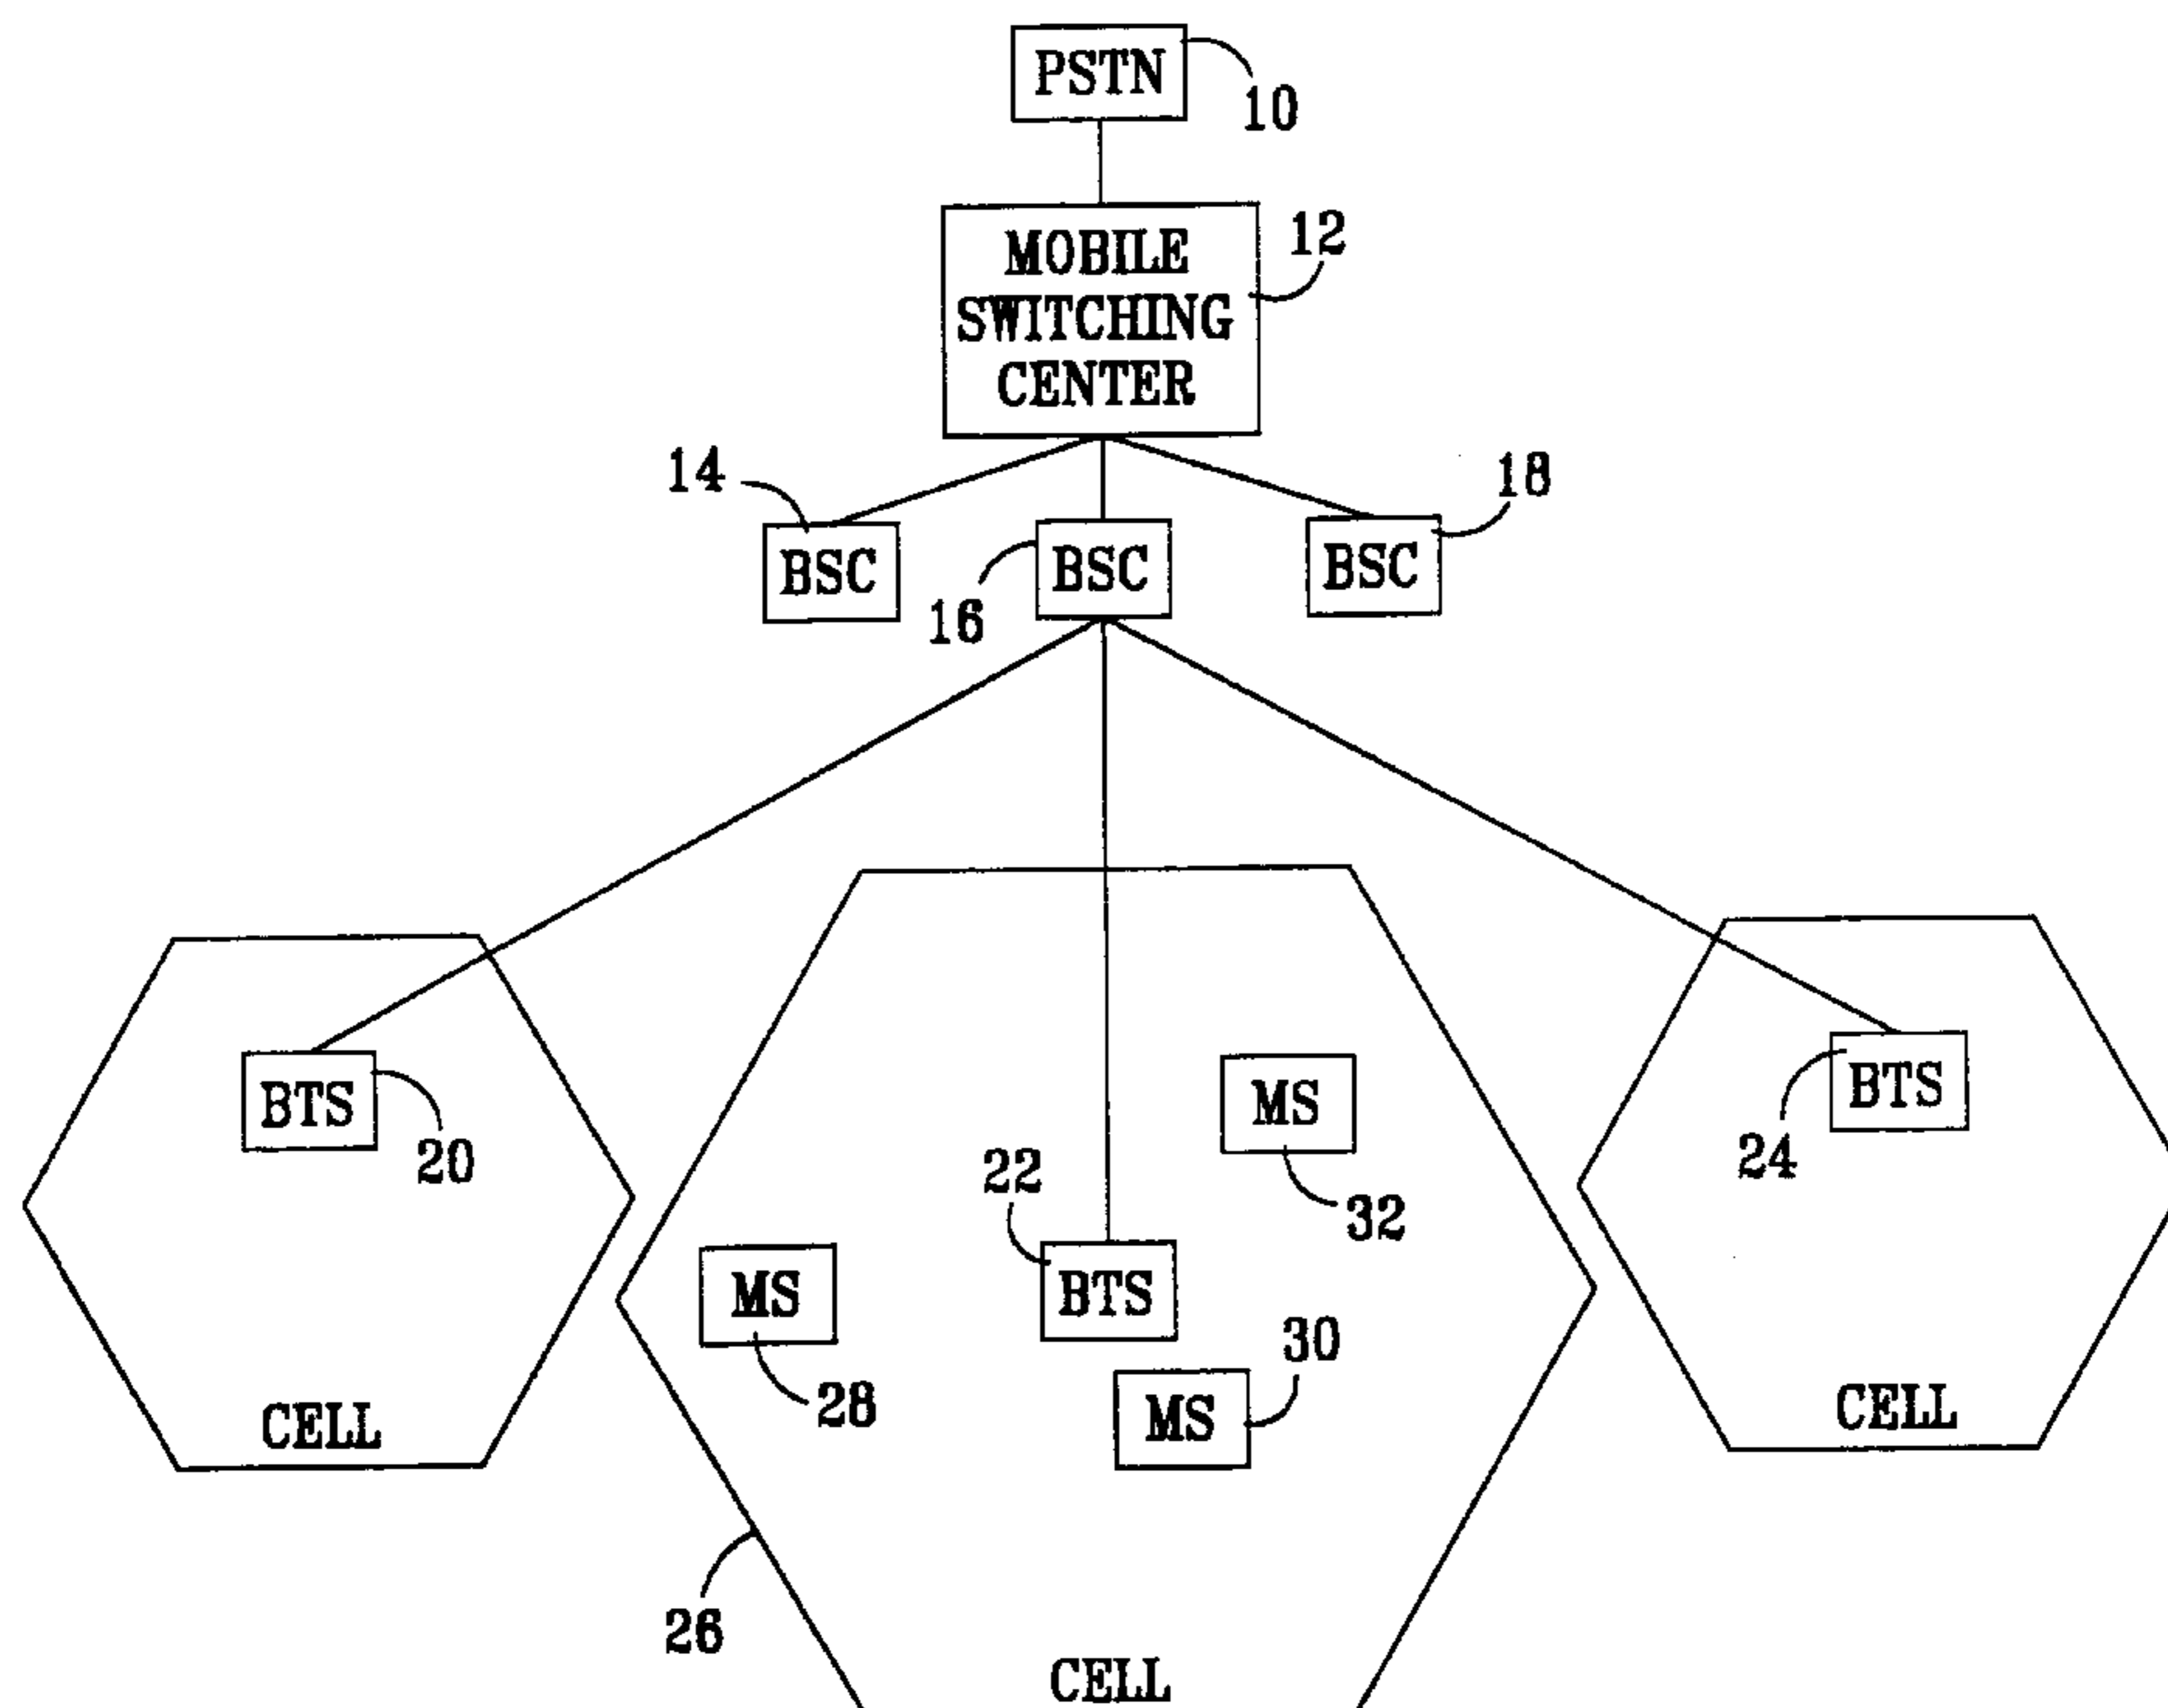 PSTN
10
MOBILE
SWITCHING
CENTER
12
14
BSC
16
BSC
18
BSC
BTS
20
MS
32
BTS
24
22
BTS
MS
28
30
MS
CELL
CELL
26
CELL